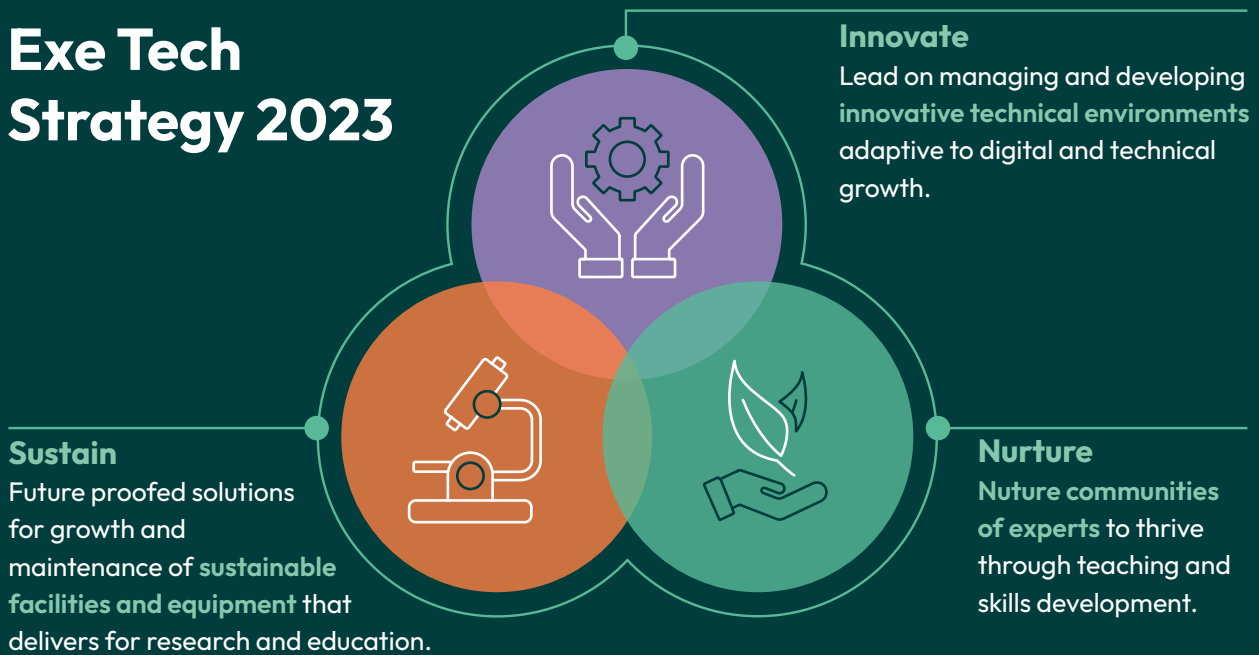 Exe Tech
Strategy 2023
Innovate
Lead on managing and developing
innovative technical environments
adaptive to digital and technical
growth.
Sustain
Future proofed solutions
for growth and
maintenance of sustainable
facilities and equipment that
delivers for research and education.
Nurture
Nuture communities
of experts to thrive
through teaching and
skills development.